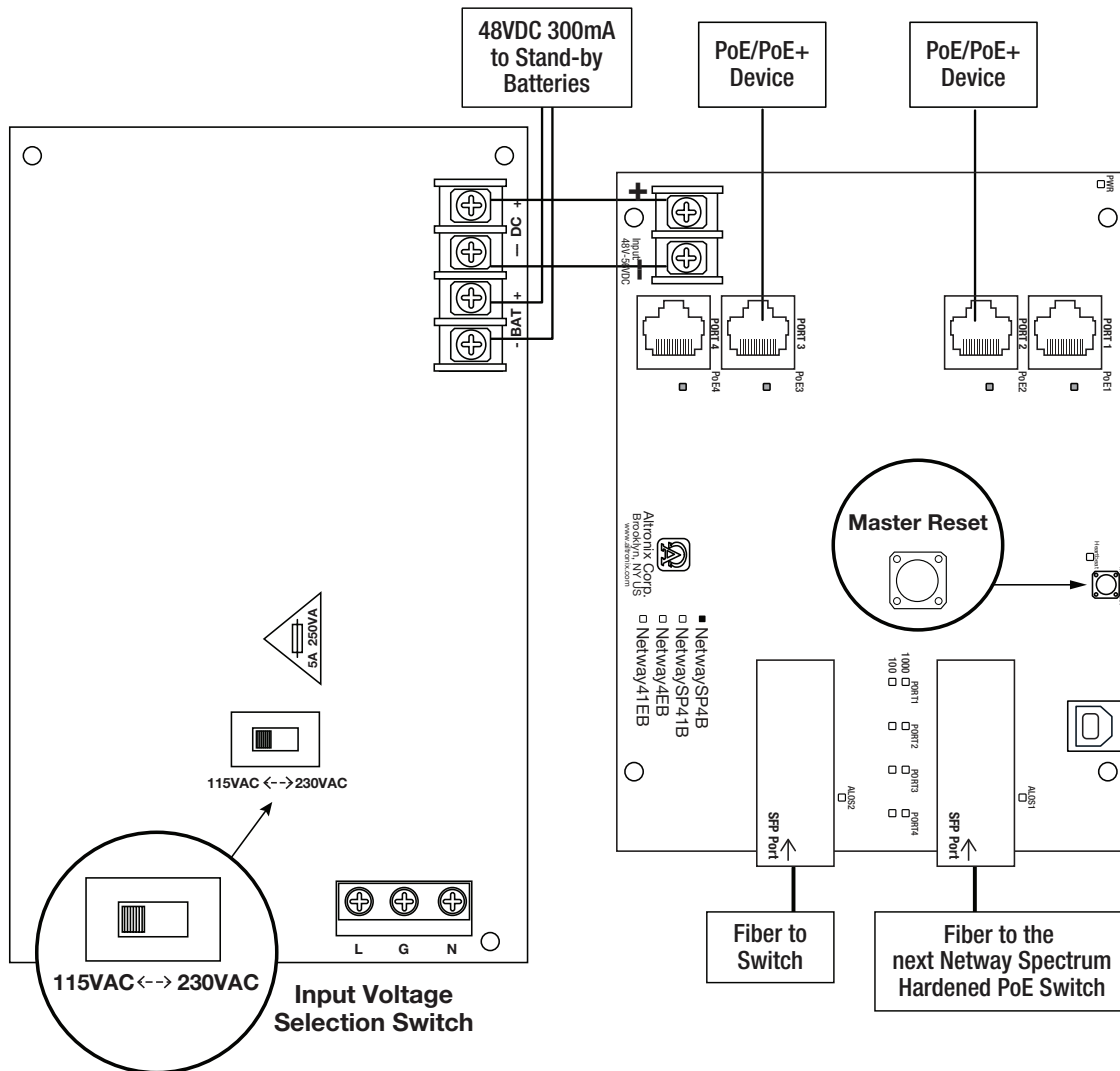 48VDC 300mA
to Stand-by
Batteries
PoE/PoE+
Device
PoE/PoE+
Device
- BAT + — DC +
+
Input
48V-56VDC
PWR
PORT 4
PORT 3
PORT 2
PORT 1
PoE4
PoE3
PoE2
PoE1
Master Reset
Heartbeat
Altronix Corp.
Brooklyn, NY US
www.altronix.com
■ NetwaySP4B
□ NetwaySP41B
□ Netway4EB
□ Netway41EB
5A 250VA
115VAC <--> 230VAC
1000
100
PORT1
PORT2
PORT3
PORT4
ALOS2
ALOS1
SFP Port
SFP Port
L G N
115VAC <--> 230VAC
Input Voltage
Selection Switch
Fiber to
Switch
Fiber to the
next Netway Spectrum
Hardened PoE Switch